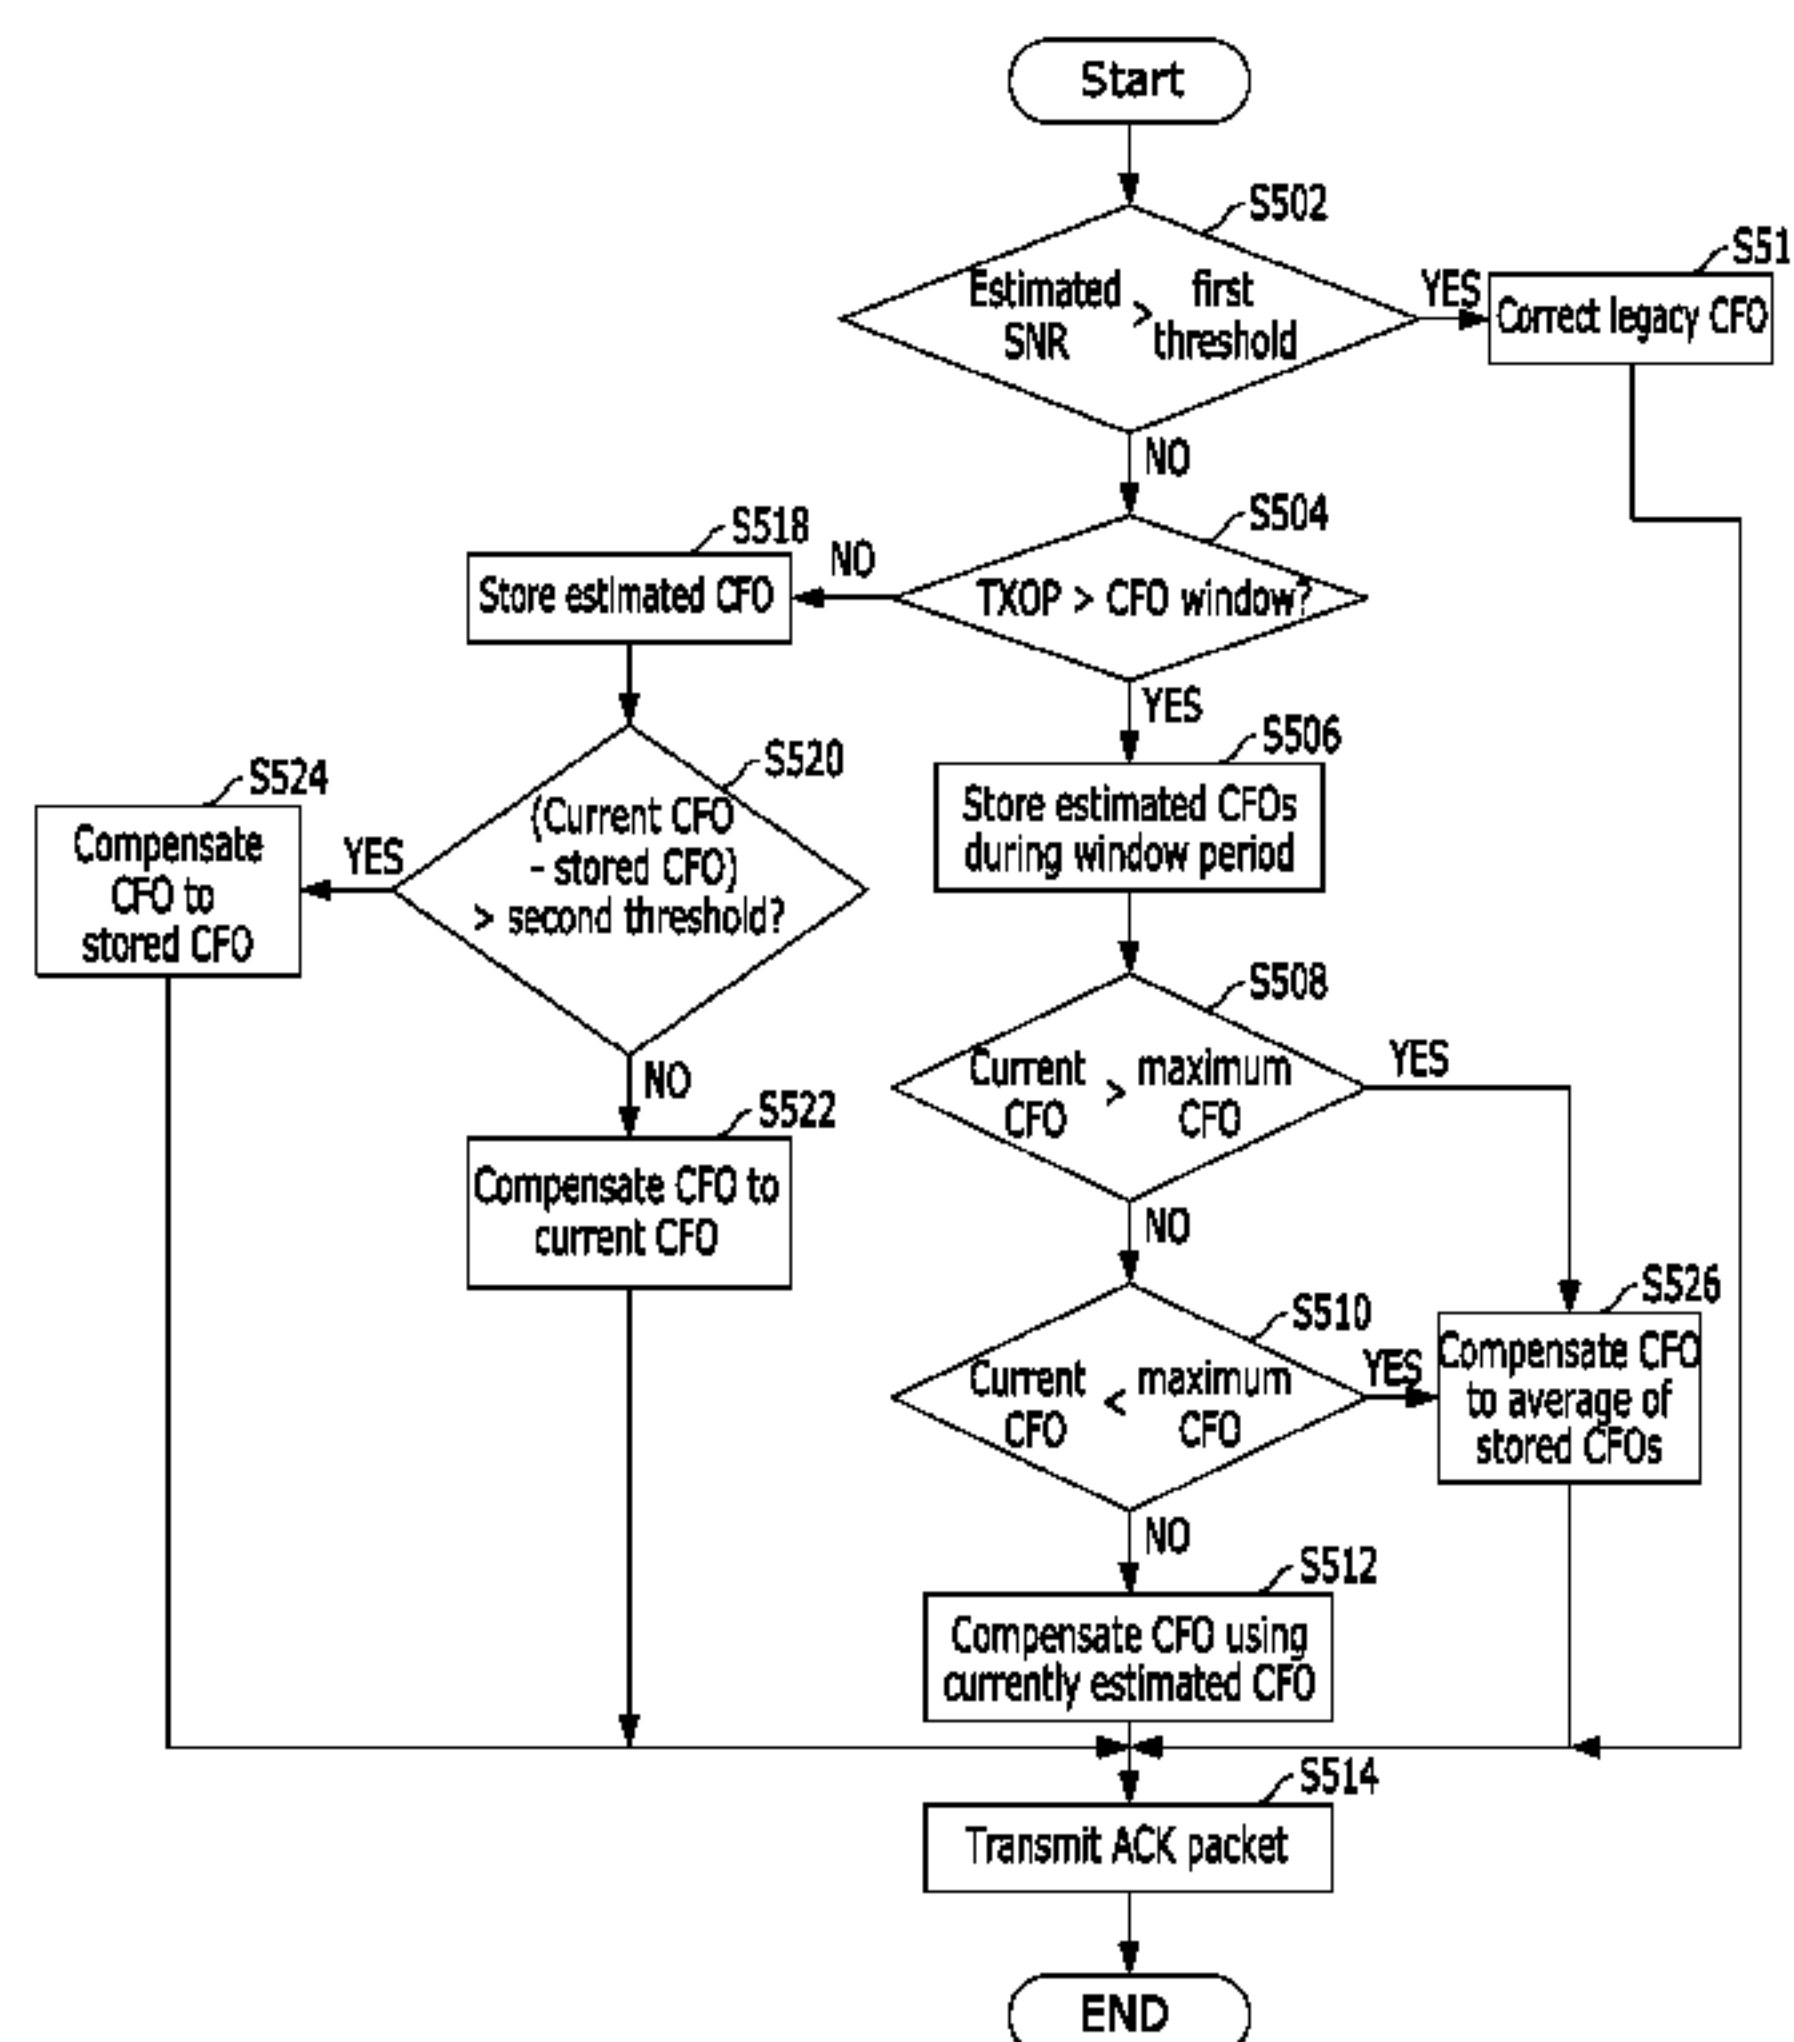 Start
S502
Estimated SNR > first threshold
YES
S51
Correct legacy CFO
NO
S504
TXOP > CFO window?
NO
S518
Store estimated CFO
YES
S506
Store estimated CFOs
during window period
S520
(Current CFO
- stored CFO)
> second threshold?
YES
S524
Compensate
CFO to
stored CFO
NO
S522
Compensate CFO to
current CFO
S508
Current CFO > maximum CFO
YES
NO
S510
Current CFO < maximum CFO
YES
S526
Compensate CFO
to average of
stored CFOs
NO
S512
Compensate CFO using
currently estimated CFO
S514
Transmit ACK packet
END